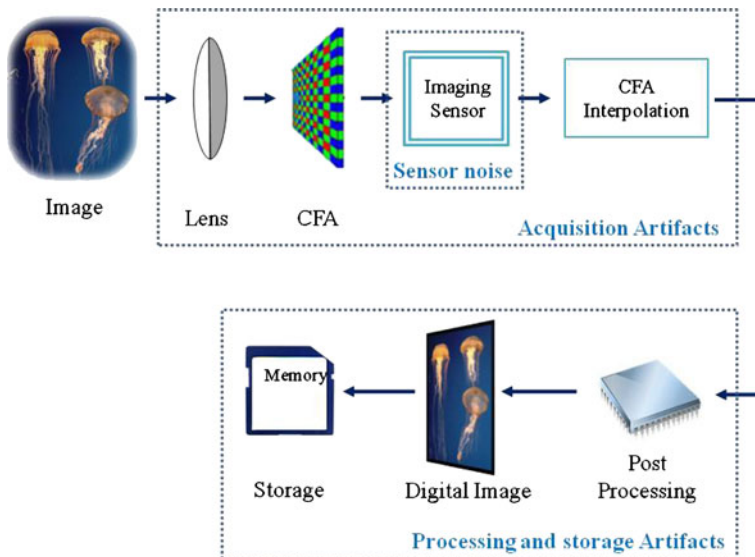 Imaging
Sensor
CFA
Interpolation
Sensor noise
Image
Lens
CFA
Acquisition Artifacts
Memory
Storage
Digital Image
Post
Processing
Processing and storage Artifacts